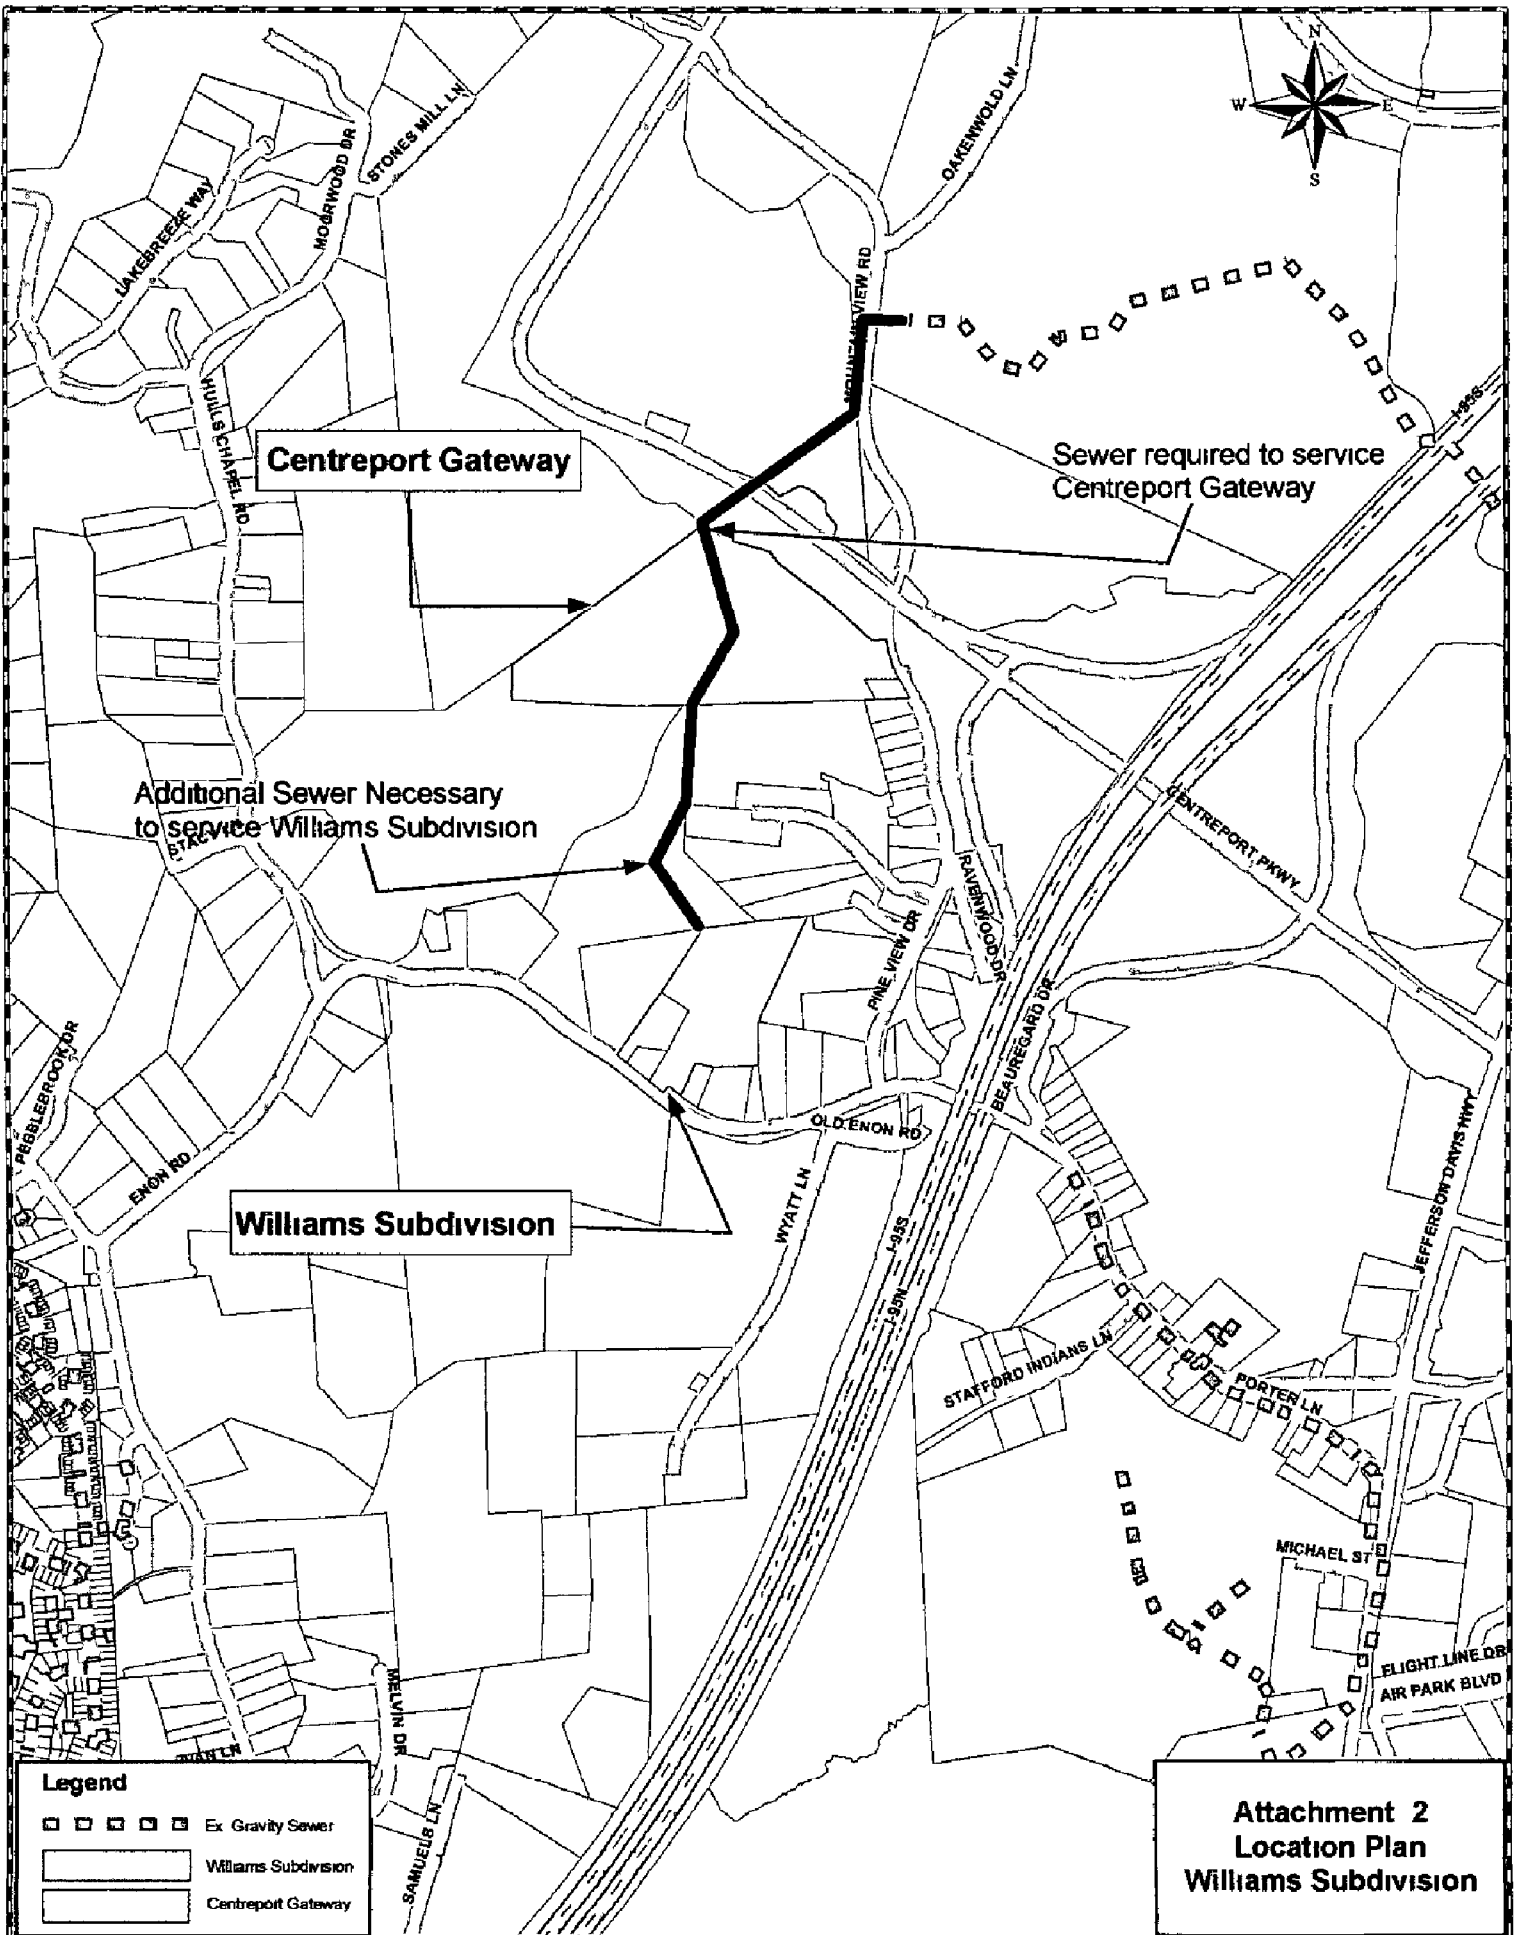 N
W
E
S
OAKENWOLD LN
STONES MILL LN
MOORWOOD DR
LAKEBREEZE WAY
MOUNTAIN VIEW RD
I-95S
HULLS CHAPEL RD
Centreport Gateway
Sewer required to service
Centreport Gateway
Additional Sewer Necessary
to service Williams Subdivision
CENTREPORT PKWY
RAVENWOOD DR
PINE VIEW DR
BEAUREGARD DR
PEBBLEBROOK DR
ENON RD
OLD ENON RD
WYATT LN
JEFFERSON DAVIS HWY
Williams Subdivision
I-95S
I-95N
STAFFORD INDIANS LN
PORTER LN
MICHAEL ST
FLIGHT LINE DR
AIR PARK BLVD
MELVIN DR
SAMUELS LN
Legend
Ex Gravity Sewer
Williams Subdivision
Centreport Gateway
Attachment 2
Location Plan
Williams Subdivision